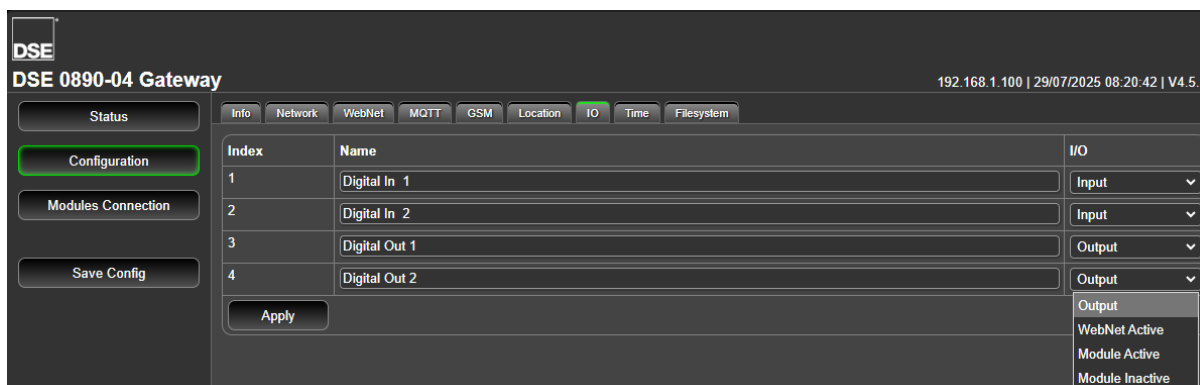 DSE
DSE 0890-04 Gateway
192.168.1.100 | 29/07/2025 08:20:42 | V4.5.
Status
Info Network WebNet MQTT GSM Location IO Time Filesystem
Configuration
Modules Connection
Save Config
Index Name I/O
1 Digital In 1 Input
2 Digital In 2 Input
3 Digital Out 1 Output
4 Digital Out 2 Output
Apply
Output
WebNet Active
Module Active
Module Inactive